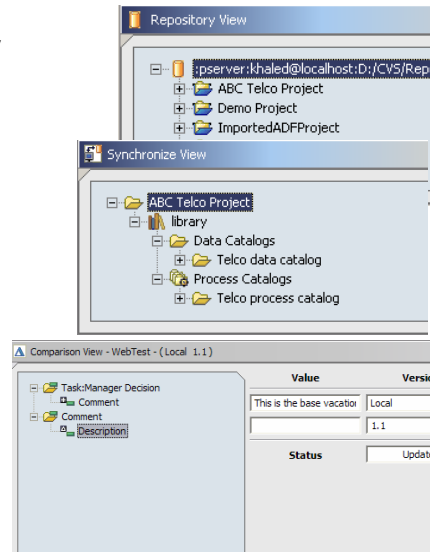 Repository View
:pserver:khaled@localhost:D:/CVS/Rep
ABC Telco Project
Demo Project
ImportedADFProject
Synchronize View
ABC Telco Project
library
Data Catalogs
Telco data catalog
Process Catalogs
Telco process catalog
Comparison View - WebTest - ( Local 1.1 )
Task:Manager Decision
Comment
Comment
Description
Value Versi
This is the base vacation Local
1.1
Status Updat